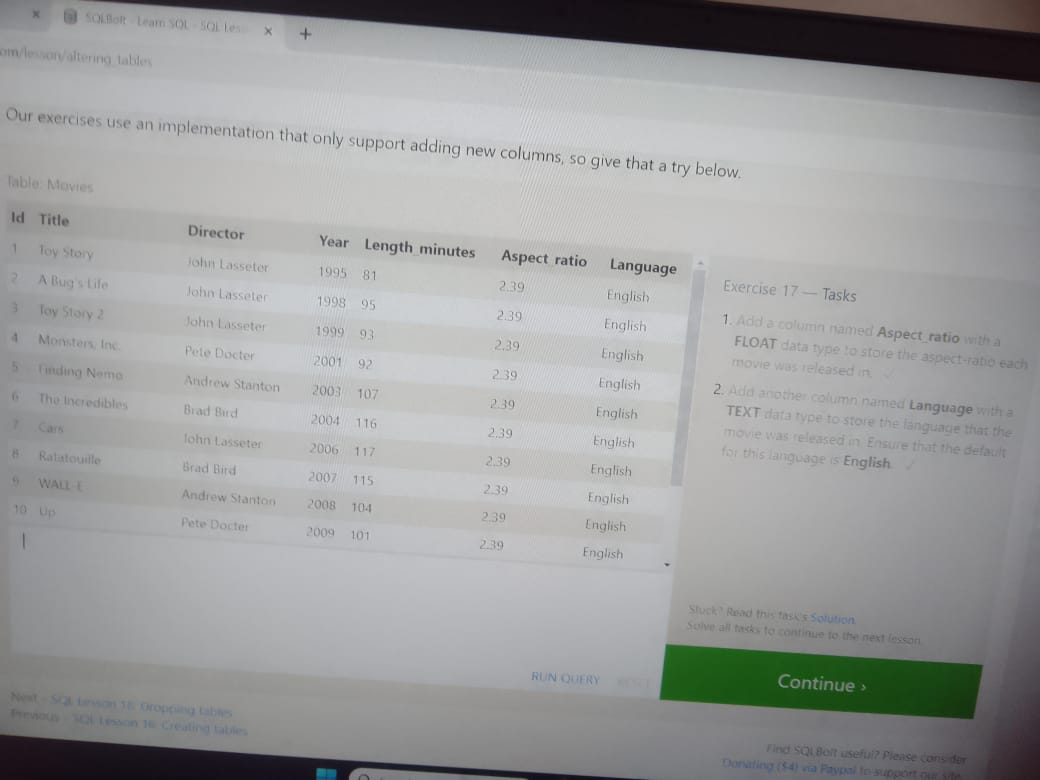 SQLBolt - Learn SQL - SQL Less
om/lesson/altering_tables
Our exercises use an implementation that only support adding new columns, so give that a try below.
Table: Movies
Id Title Director Year Length_minutes Aspect_ratio Language
1 Toy Story John Lasseter 1995 81 2.39 English
2 A Bug's Life John Lasseter 1998 95 2.39 English
3 Toy Story 2 John Lasseter 1999 93 2.39 English
4 Monsters, Inc. Pete Docter 2001 92 2.39 English
5 Finding Nemo Andrew Stanton 2003 107 2.39 English
6 The Incredibles Brad Bird 2004 116 2.39 English
7 Cars John Lasseter 2006 117 2.39 English
8 Ratatouille Brad Bird 2007 115 2.39 English
9 WALL-E Andrew Stanton 2008 104 2.39 English
10 Up Pete Docter 2009 101 2.39 English
Exercise 17 — Tasks
1. Add a column named Aspect_ratio with a
FLOAT data type to store the aspect-ratio each
movie was released in. ✓
2. Add another column named Language with a
TEXT data type to store the language that the
movie was released in. Ensure that the default
for this language is English. ✓
Stuck? Read this task's Solution.
Solve all tasks to continue to the next lesson.
RUN QUERY RESET
Continue ›
Next – SQL Lesson 18: Dropping tables
Previous – SQL Lesson 16: Creating tables
Find SQLBolt useful? Please consider
Donating ($4) via Paypal to support our site.